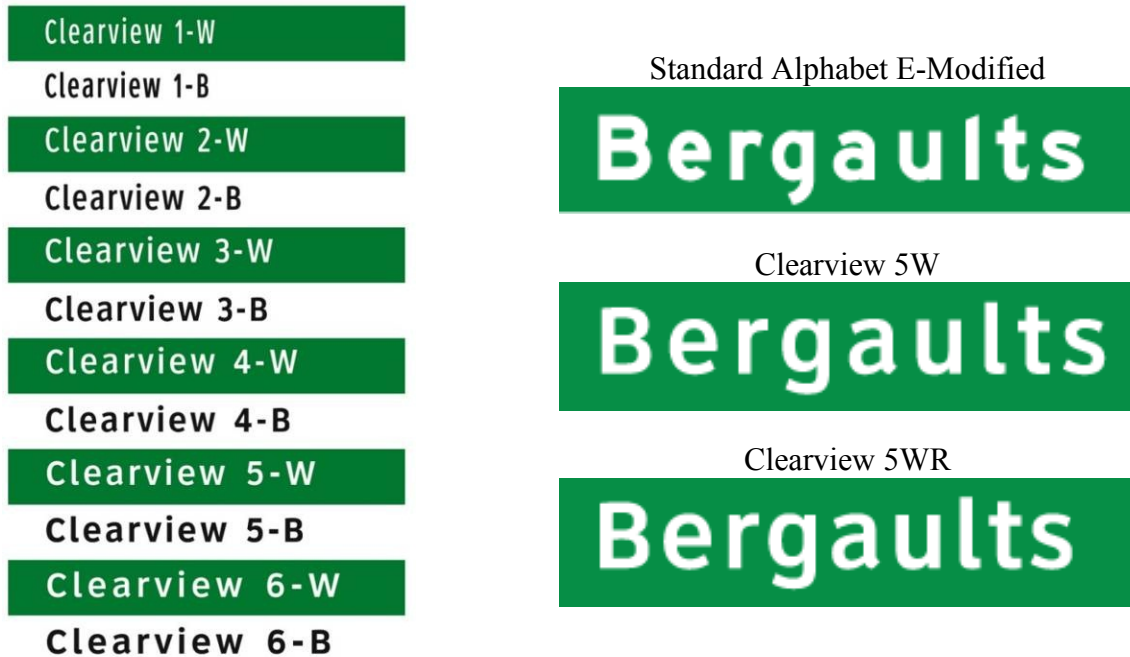 Clearview 1-W
Clearview 1-B
Clearview 2-W
Clearview 2-B
Clearview 3-W
Clearview 3-B
Clearview 4-W
Clearview 4-B
Clearview 5-W
Clearview 5-B
Clearview 6-W
Clearview 6-B
Standard Alphabet E-Modified
Bergaults
Clearview 5W
Bergaults
Clearview 5WR
Bergaults